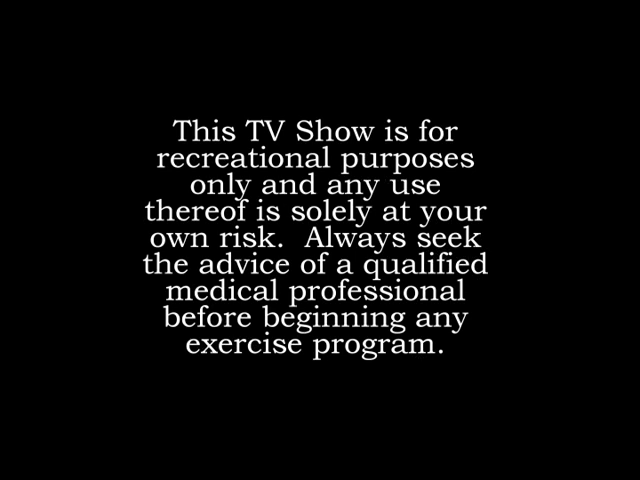 This TV Show is for
recreational purposes
only and any use
thereof is solely at your
own risk.  Always seek
the advice of a qualified
medical professional
before beginning any
exercise program.